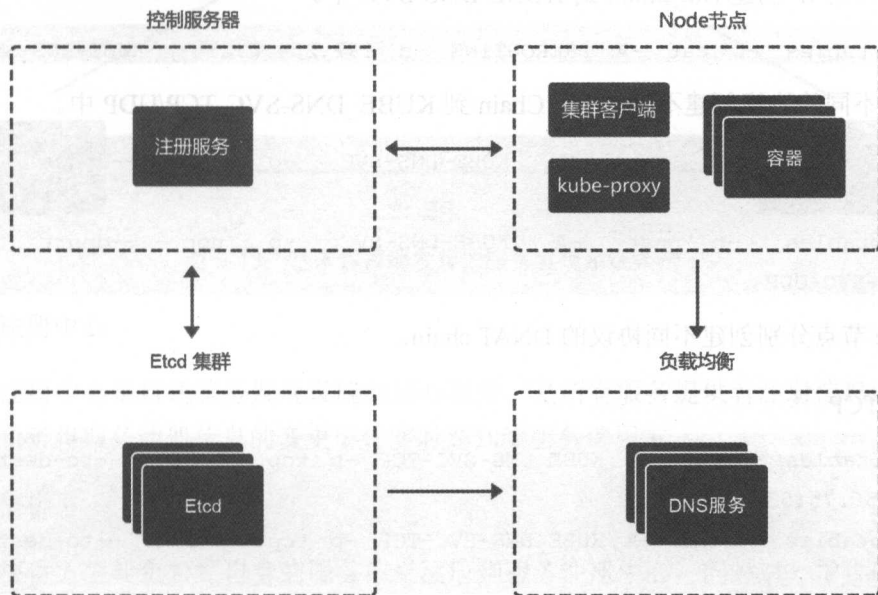 控制服务器
Node节点
注册服务
集群客户端
kube-proxy
容器
Etcd 集群
负载均衡
Etcd
DNS服务